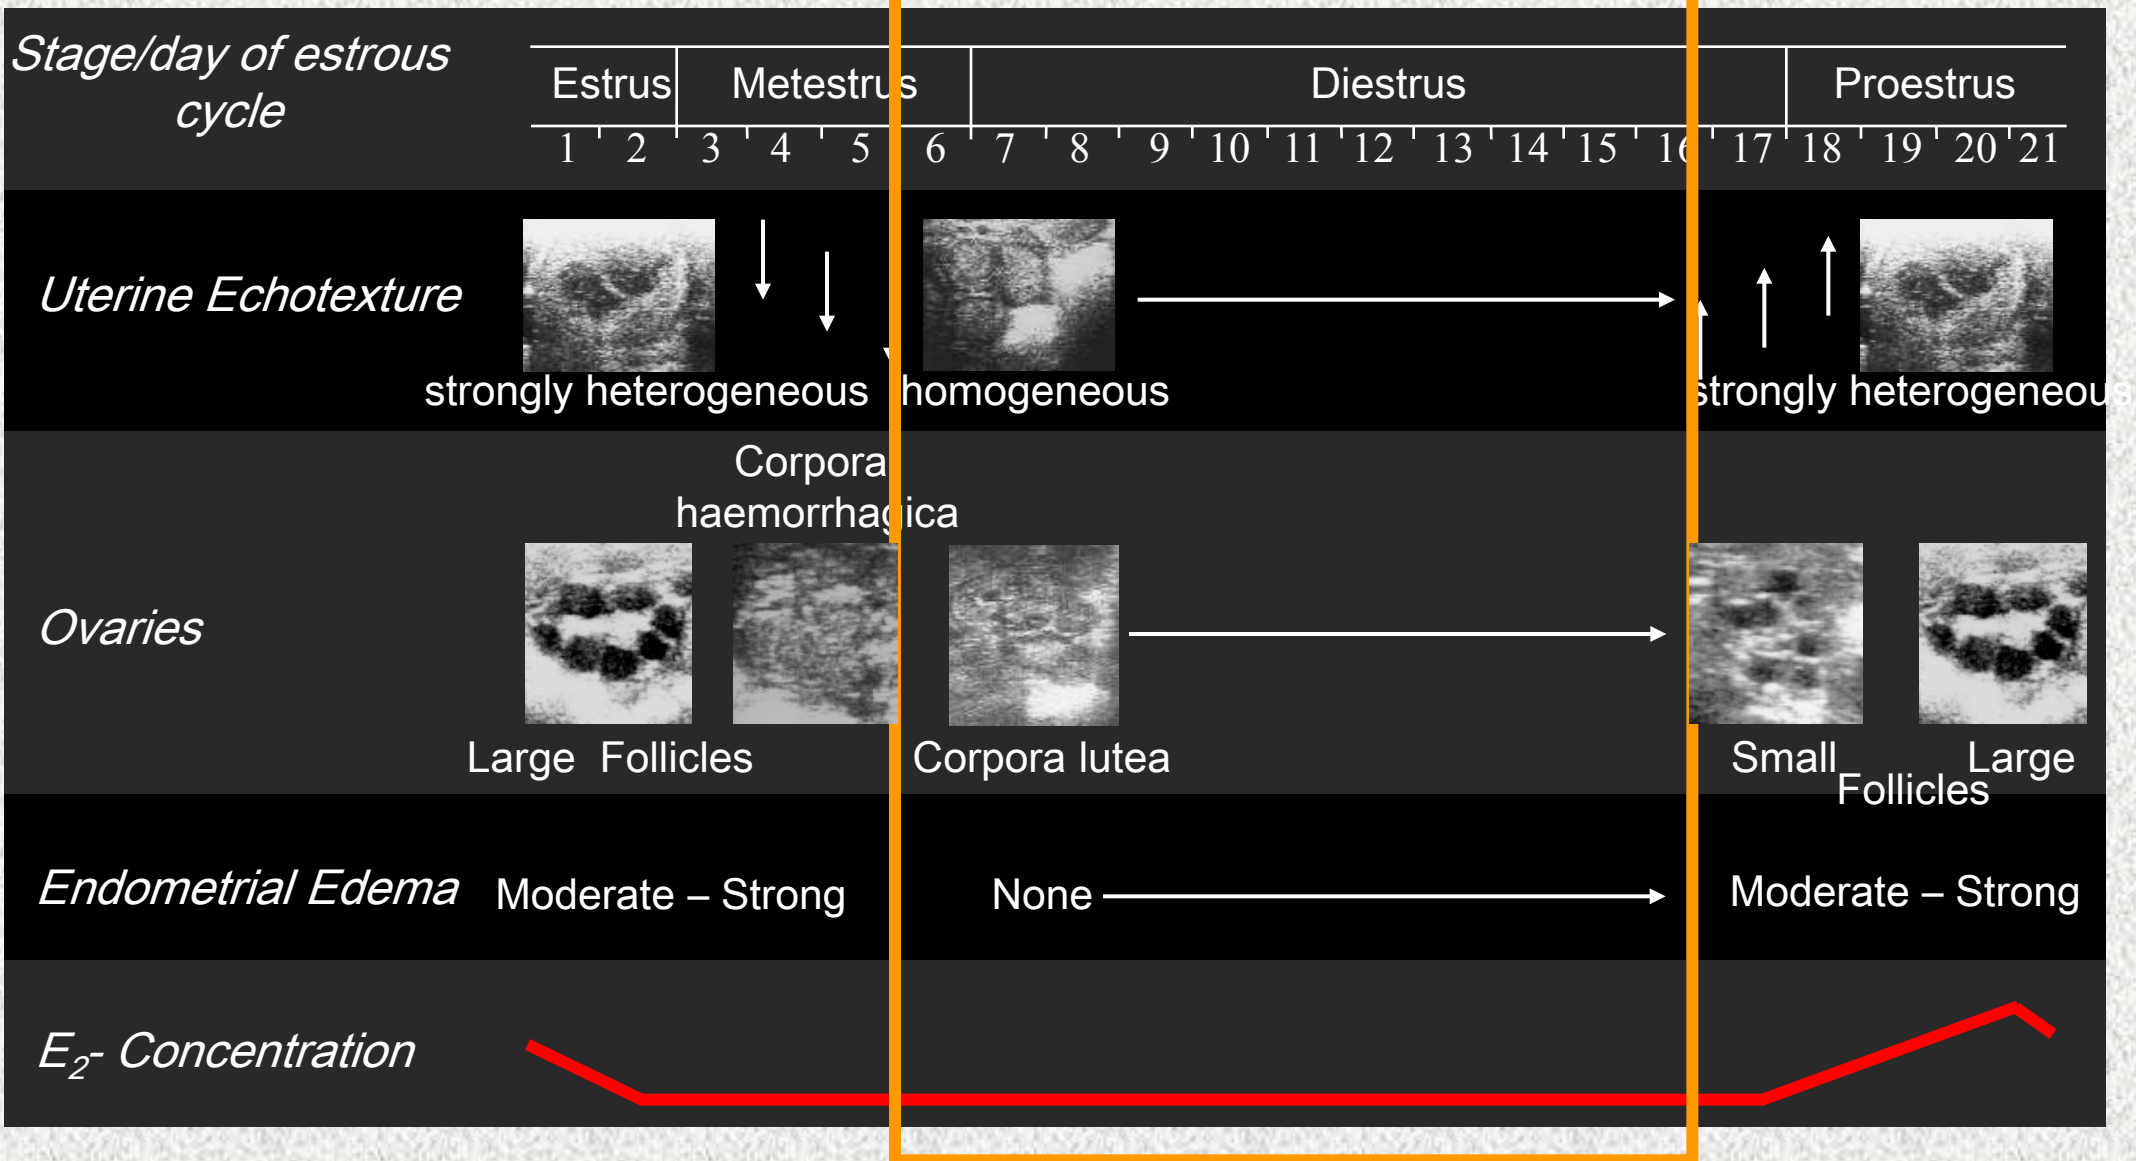 Stage/day of estrous
cycle
Estrus Metestrus Diestrus Proestrus
1 2 3 4 5 6 7 8 9 10 11 12 13 14 15 16 17 18 19 20 21
Uterine Echotexture
strongly heterogeneous homogeneous strongly heterogeneous
Corpora
haemorrhagica
Ovaries
Large Follicles Corpora lutea Small Large
Follicles
Endometrial Edema Moderate – Strong None Moderate – Strong
E2- Concentration